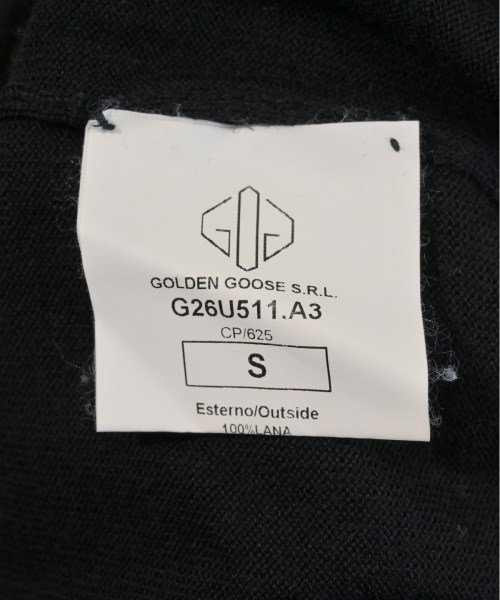 GOLDEN GOOSE S.R.L.
G26U511.A3
CP/625
S
Esterno/Outside
100%LANA